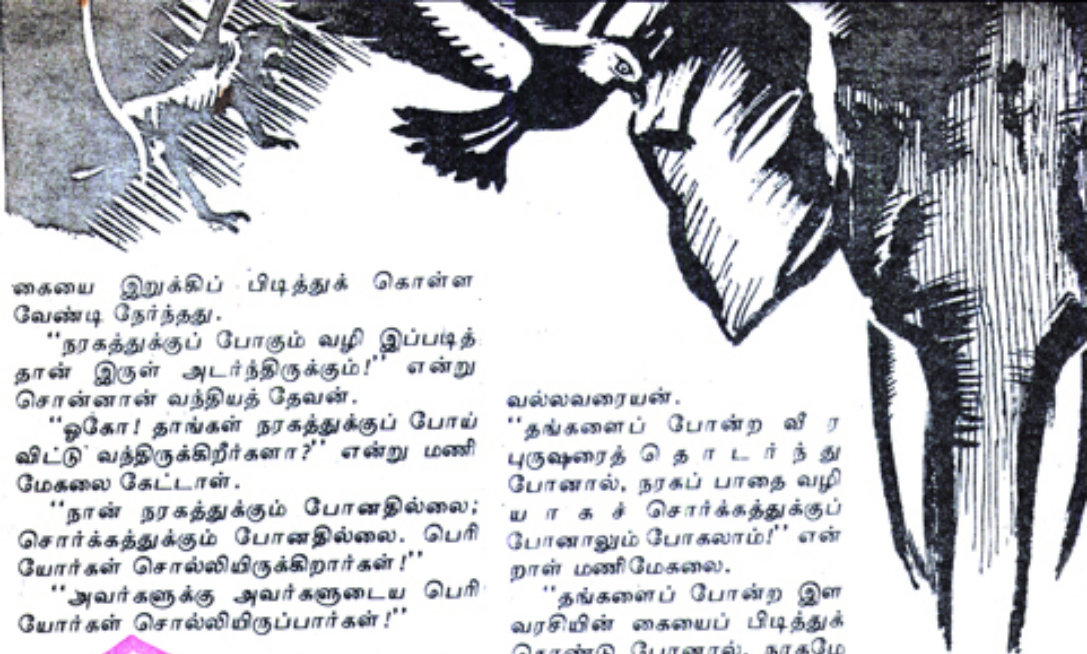 கையை இறுக்கிப் பிடித்துக் கொள்ள
வேண்டி நேர்ந்தது.
“நரகத்துக்குப் போகும் வழி இப்படித்
தான் இருள் அடர்ந்திருக்கும்!” என்று
சொன்னான் வந்தியத் தேவன்.
“ஓகோ! தாங்கள் நரகத்துக்குப் போய்
விட்டு வந்திருக்கிறீர்களா?” என்று மணி
மேகலை கேட்டாள்.
“நான் நரகத்துக்கும் போனதில்லை;
சொர்க்கத்துக்கும் போனதில்லை. பெரி
யோர்கள் சொல்லியிருக்கிறார்கள்!”
“அவர்களுக்கு அவர்களுடைய பெரி
யோர்கள் சொல்லியிருப்பார்கள்!”
வல்லவரையன்.
“தங்களைப் போன்ற வீ ர
புருஷரைத் தொ ட ர் ந் து
போனால், நரகப் பாதை வழி
யா க ச் சொர்க்கத்துக்குப்
போனாலும் போகலாம்!” என்
றாள் மணிமேகலை.
“தங்களைப் போன்ற இள
வரசியின் கையைப் பிடித்துக்
கொண்டு போனால், நரகமே